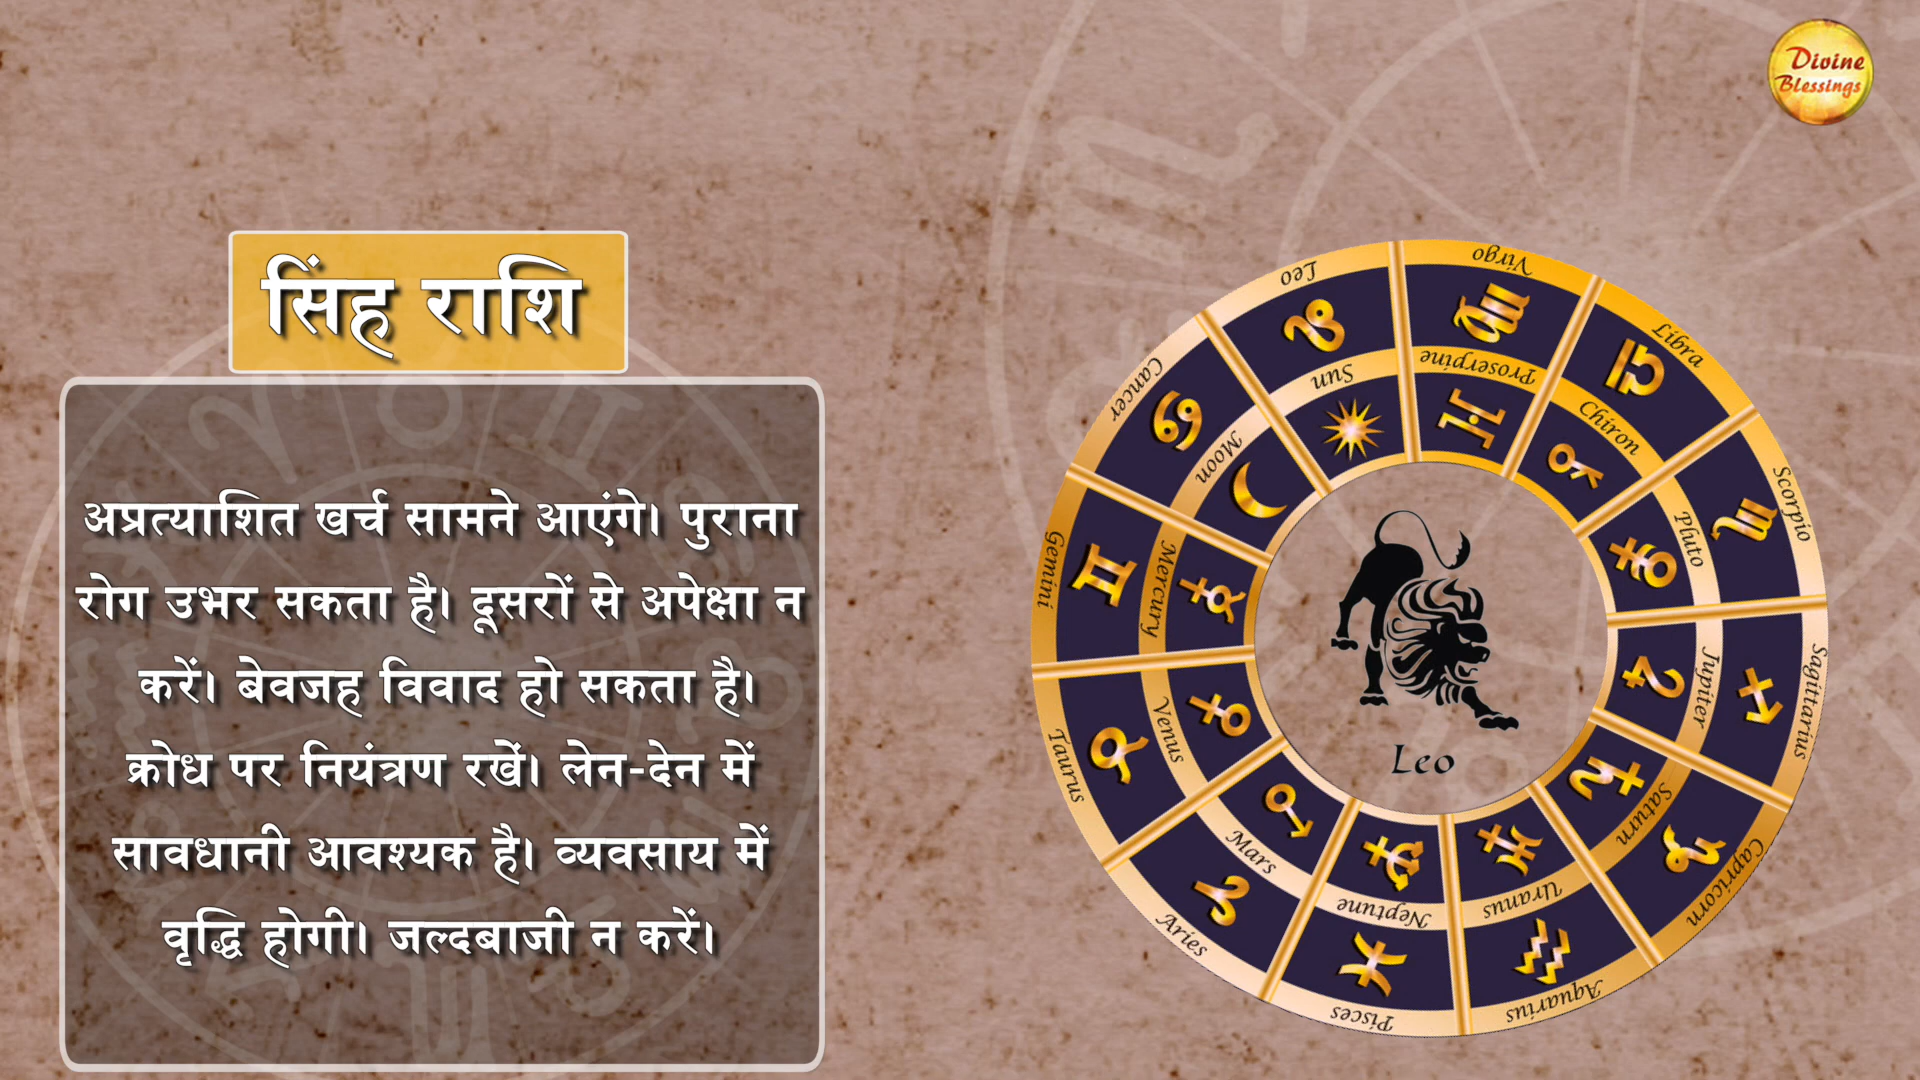 Divine
Blessings
सिंह राशि
अप्रत्याशित खर्च सामने आएंगे। पुराना
रोग उभर सकता है। दूसरों से अपेक्षा न
करें। बेवजह विवाद हो सकता है।
क्रोध पर नियंत्रण रखें। लेन-देन में
सावधानी आवश्यक है। व्यवसाय में
वृद्धि होगी। जल्दबाजी न करें।
Leo
Virgo
Libra
Scorpio
Sagittarius
Capricorn
Aquarius
Pisces
Aries
Taurus
Gemini
Cancer
Sun
Proserpine
Chiron
Pluto
Jupiter
Saturn
Uranus
Neptune
Mars
Venus
Mercury
Moon
Leo